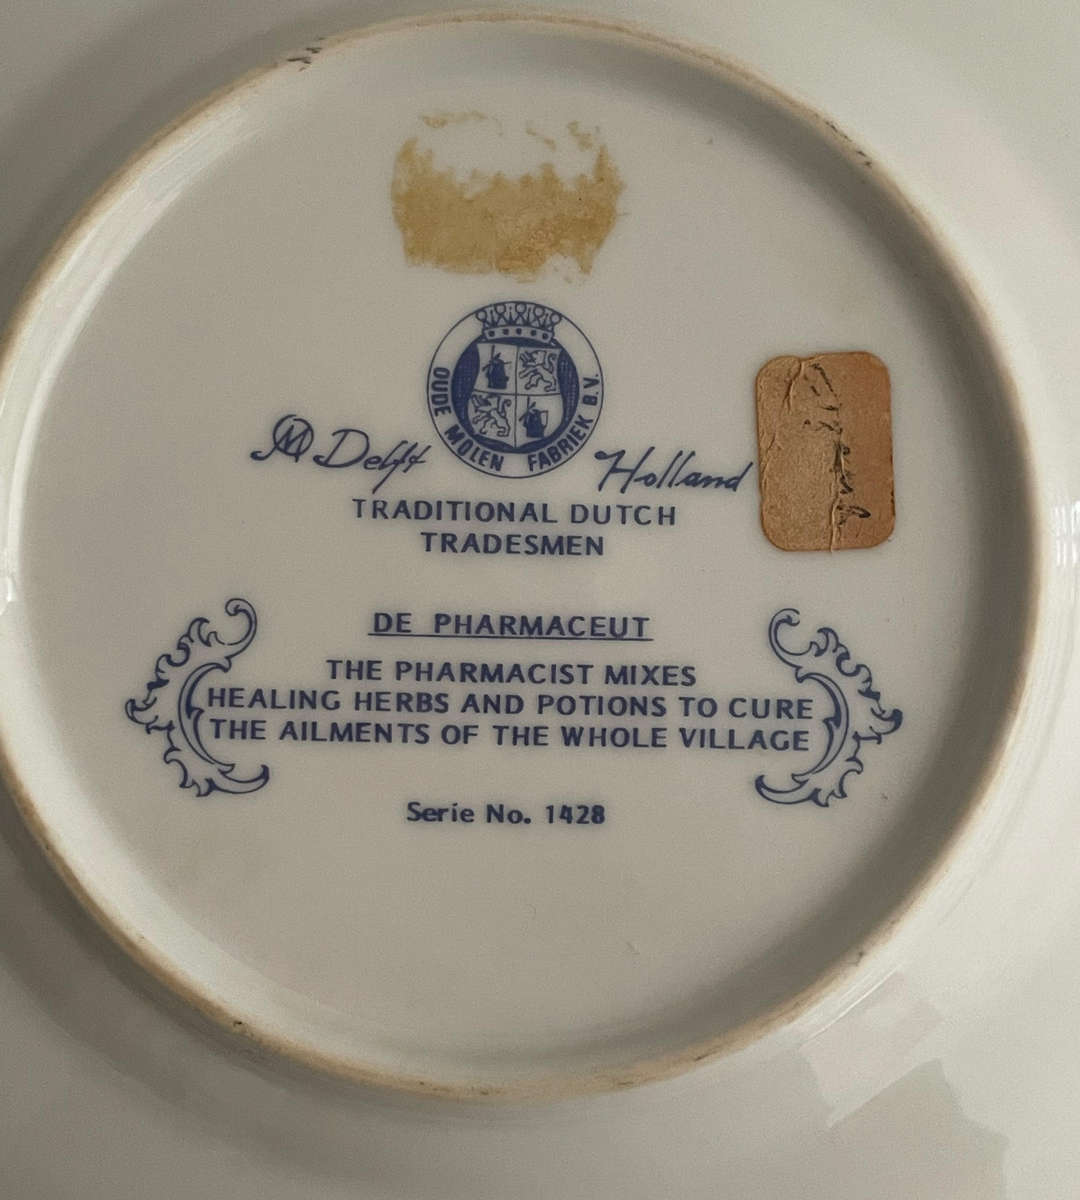 OUDE MOLEN FABRIEK B.V.
OM Delft Holland
TRADITIONAL DUTCH
TRADESMEN
DE PHARMACEUT
THE PHARMACIST MIXES
HEALING HERBS AND POTIONS TO CURE
THE AILMENTS OF THE WHOLE VILLAGE
Serie No. 1428